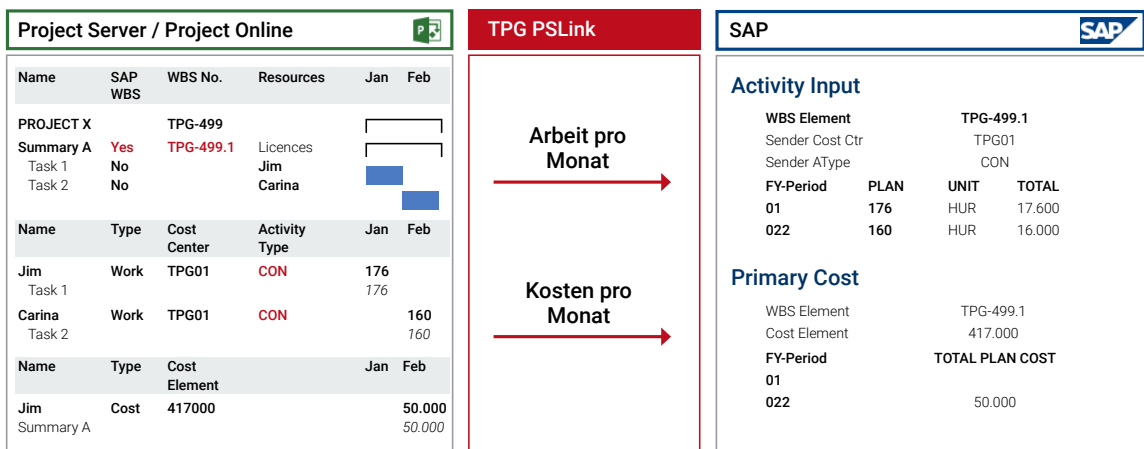 Project Server / Project Online
P
Name SAP WBS No. Resources Jan Feb
WBS
PROJECT X TPG-499
Summary A Yes TPG-499.1 Licences
Task 1 No Jim
Task 2 No Carina
Name Type Cost Activity Jan Feb
Center Type
Jim Work TPG01 CON 176
Task 1 176
Carina Work TPG01 CON 160
Task 2 160
Name Type Cost Jan Feb
Element
Jim Cost 417000 50.000
Summary A 50.000
TPG PSLink
Arbeit pro
Monat
Kosten pro
Monat
SAP
SAP
Activity Input
WBS Element TPG-499.1
Sender Cost Ctr TPG01
Sender AType CON
FY-Period PLAN UNIT TOTAL
01 176 HUR 17.600
022 160 HUR 16.000
Primary Cost
WBS Element TPG-499.1
Cost Element 417.000
FY-Period TOTAL PLAN COST
01
022 50.000